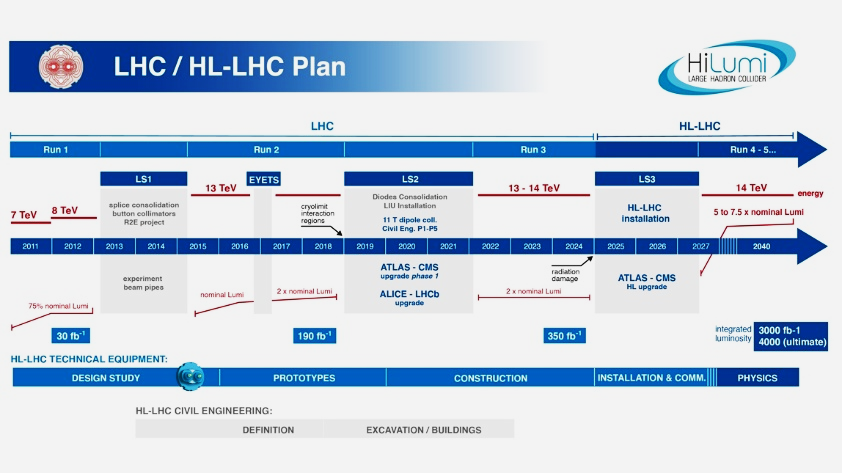 LHC / HL-LHC Plan
HiLumi
LARGE HADRON COLLIDER
LHC
HL-LHC
Run 1
Run 2
Run 3
Run 4 - 5...
LS1
EYETS
LS2
LS3
splice consolidation
button collimators
R2E project
13 TeV
cryolimit
interaction
regions
Diodes Consolidation
LIU Installation
11 T dipole coll.
Civil Eng. P1-P5
13 - 14 TeV
HL-LHC
installation
14 TeV
energy
7 TeV
8 TeV
5 to 7.5 x nominal Lumi
2011
2012
2013
2014
2015
2016
2017
2018
2019
2020
2021
2022
2023
2024
2025
2026
2027
2040
experiment
beam pipes
ATLAS - CMS
upgrade phase 1
ALICE - LHCb
upgrade
radiation
damage
ATLAS - CMS
HL upgrade
75% nominal Lumi
nominal Lumi
2 x nominal Lumi
2 x nominal Lumi
30 fb-1
190 fb-1
350 fb-1
integrated
luminosity
3000 fb-1
4000 (ultimate)
HL-LHC TECHNICAL EQUIPMENT:
DESIGN STUDY
PROTOTYPES
CONSTRUCTION
INSTALLATION & COMM.
PHYSICS
HL-LHC CIVIL ENGINEERING:
DEFINITION
EXCAVATION / BUILDINGS